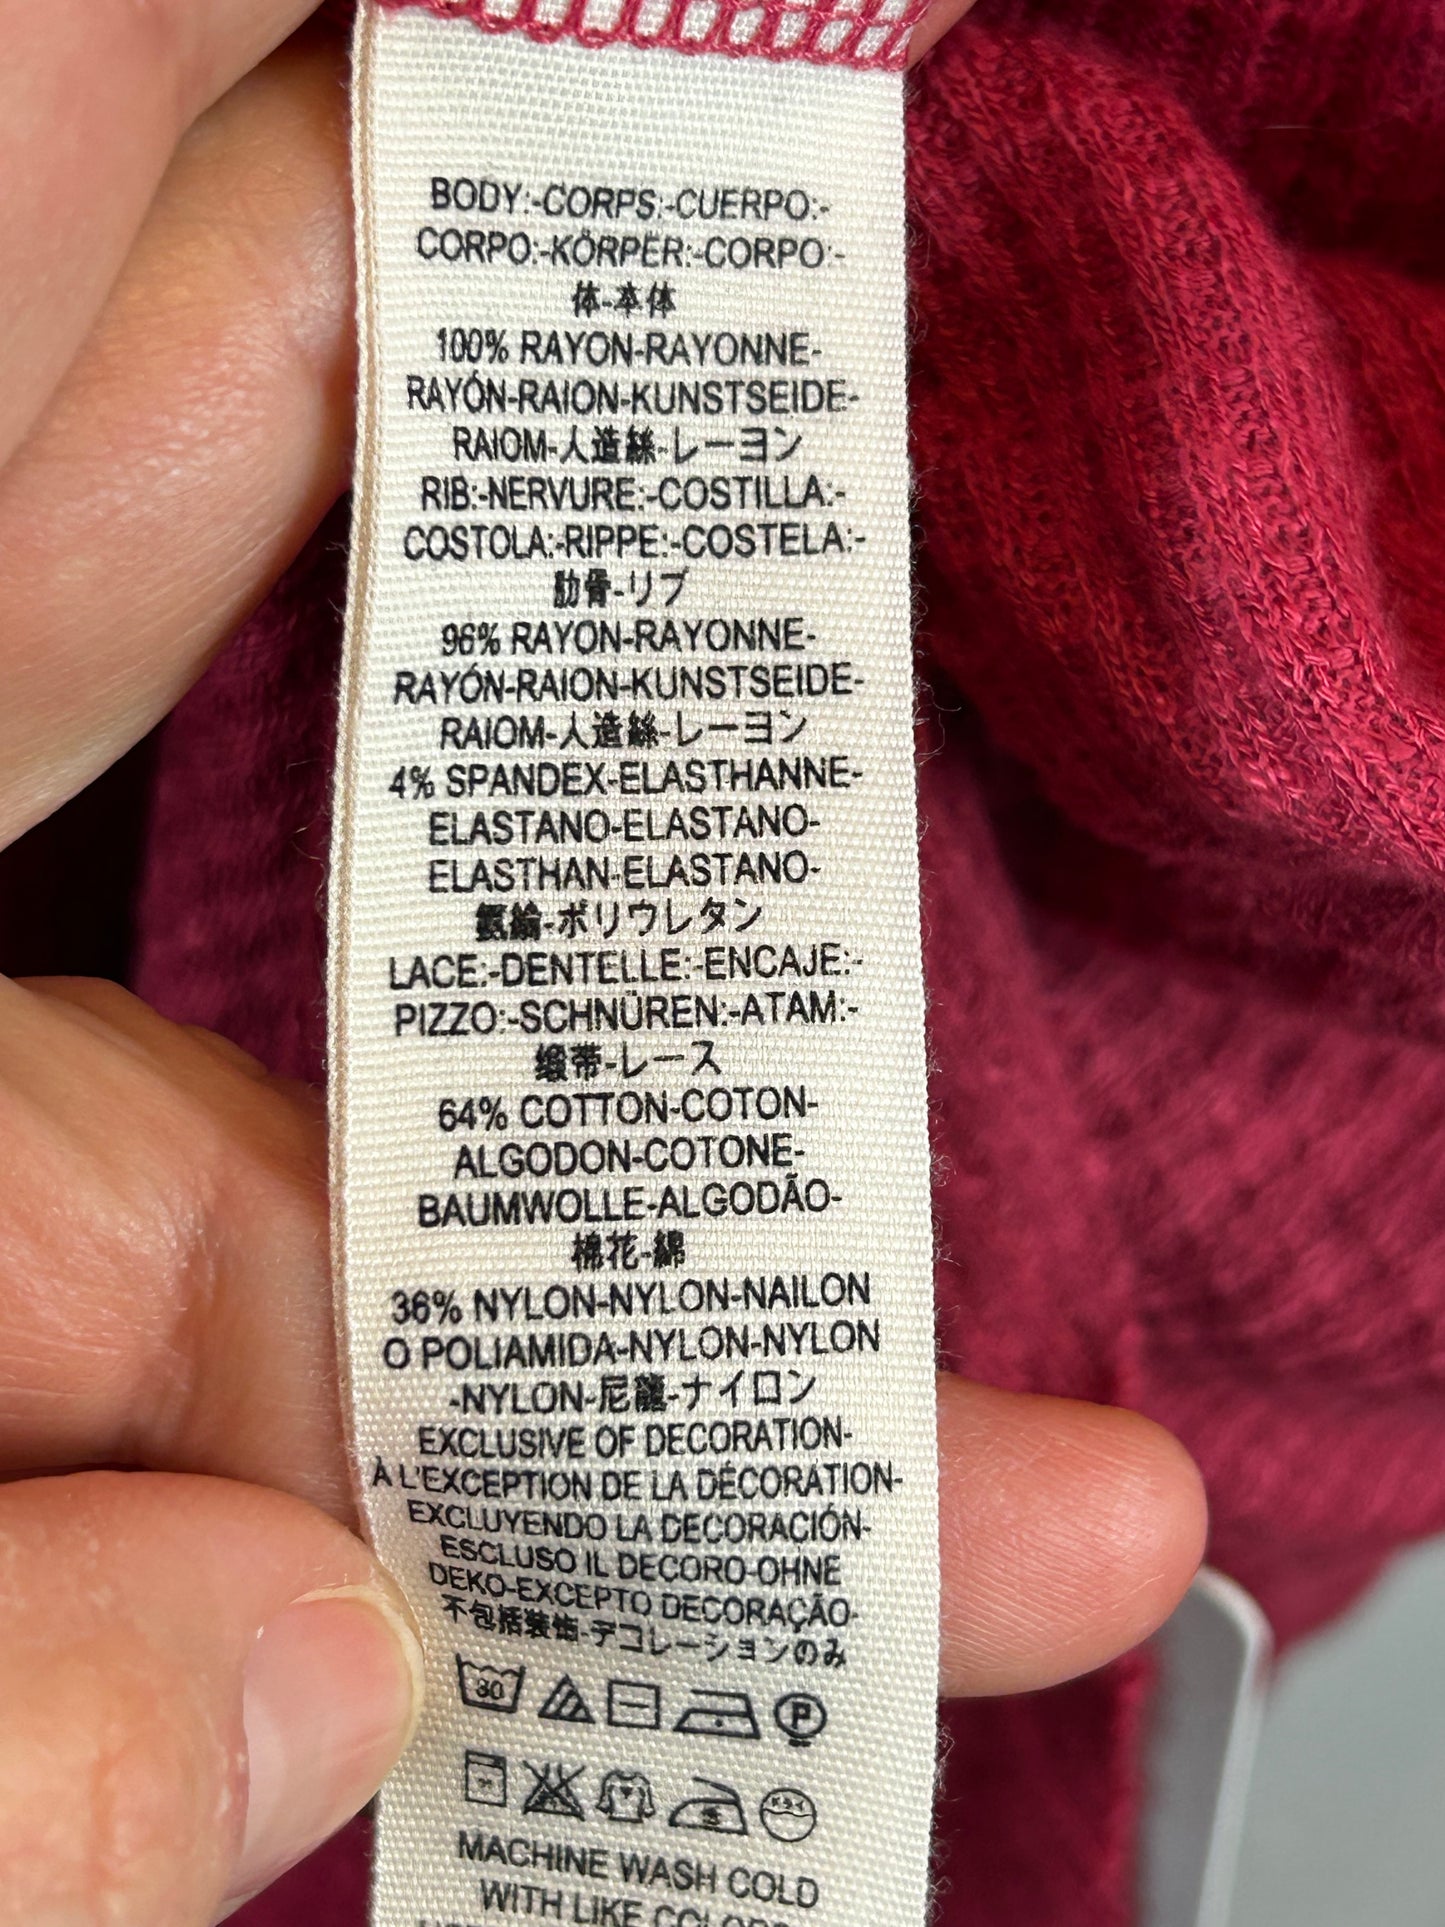 BODY:-CORPS:-CUERPO:-
CORPO:-KÖRPER:-CORPO:-
体-本体
100% RAYON-RAYONNE-
RAYÓN-RAION-KUNSTSEIDE-
RAIOM-人造絲-レーヨン
RIB:-NERVURE:-COSTILLA:-
COSTOLA:-RIPPE:-COSTELA:-
肋骨-リブ
96% RAYON-RAYONNE-
RAYÓN-RAION-KUNSTSEIDE-
RAIOM-人造絲-レーヨン
4% SPANDEX-ELASTHANNE-
ELASTANO-ELASTANO-
ELASTHAN-ELASTANO-
氨綸-ポリウレタン
LACE:-DENTELLE:-ENCAJE:-
PIZZO:-SCHNÜREN:-ATAM:-
緞帶-レース
64% COTTON-COTON-
ALGODON-COTONE-
BAUMWOLLE-ALGODÃO-
棉花-綿
36% NYLON-NYLON-NAILON
O POLIAMIDA-NYLON-NYLON
-NYLON-尼龍-ナイロン
EXCLUSIVE OF DECORATION-
À L'EXCEPTION DE LA DÉCORATION-
EXCLUYENDO LA DECORACIÓN-
ESCLUSO IL DECORO-OHNE
DEKO-EXCEPTO DECORAÇÃO-
不包括装饰-デコレーションのみ
30 P
ドライ
MACHINE WASH COLD
WITH LIKE COLORS